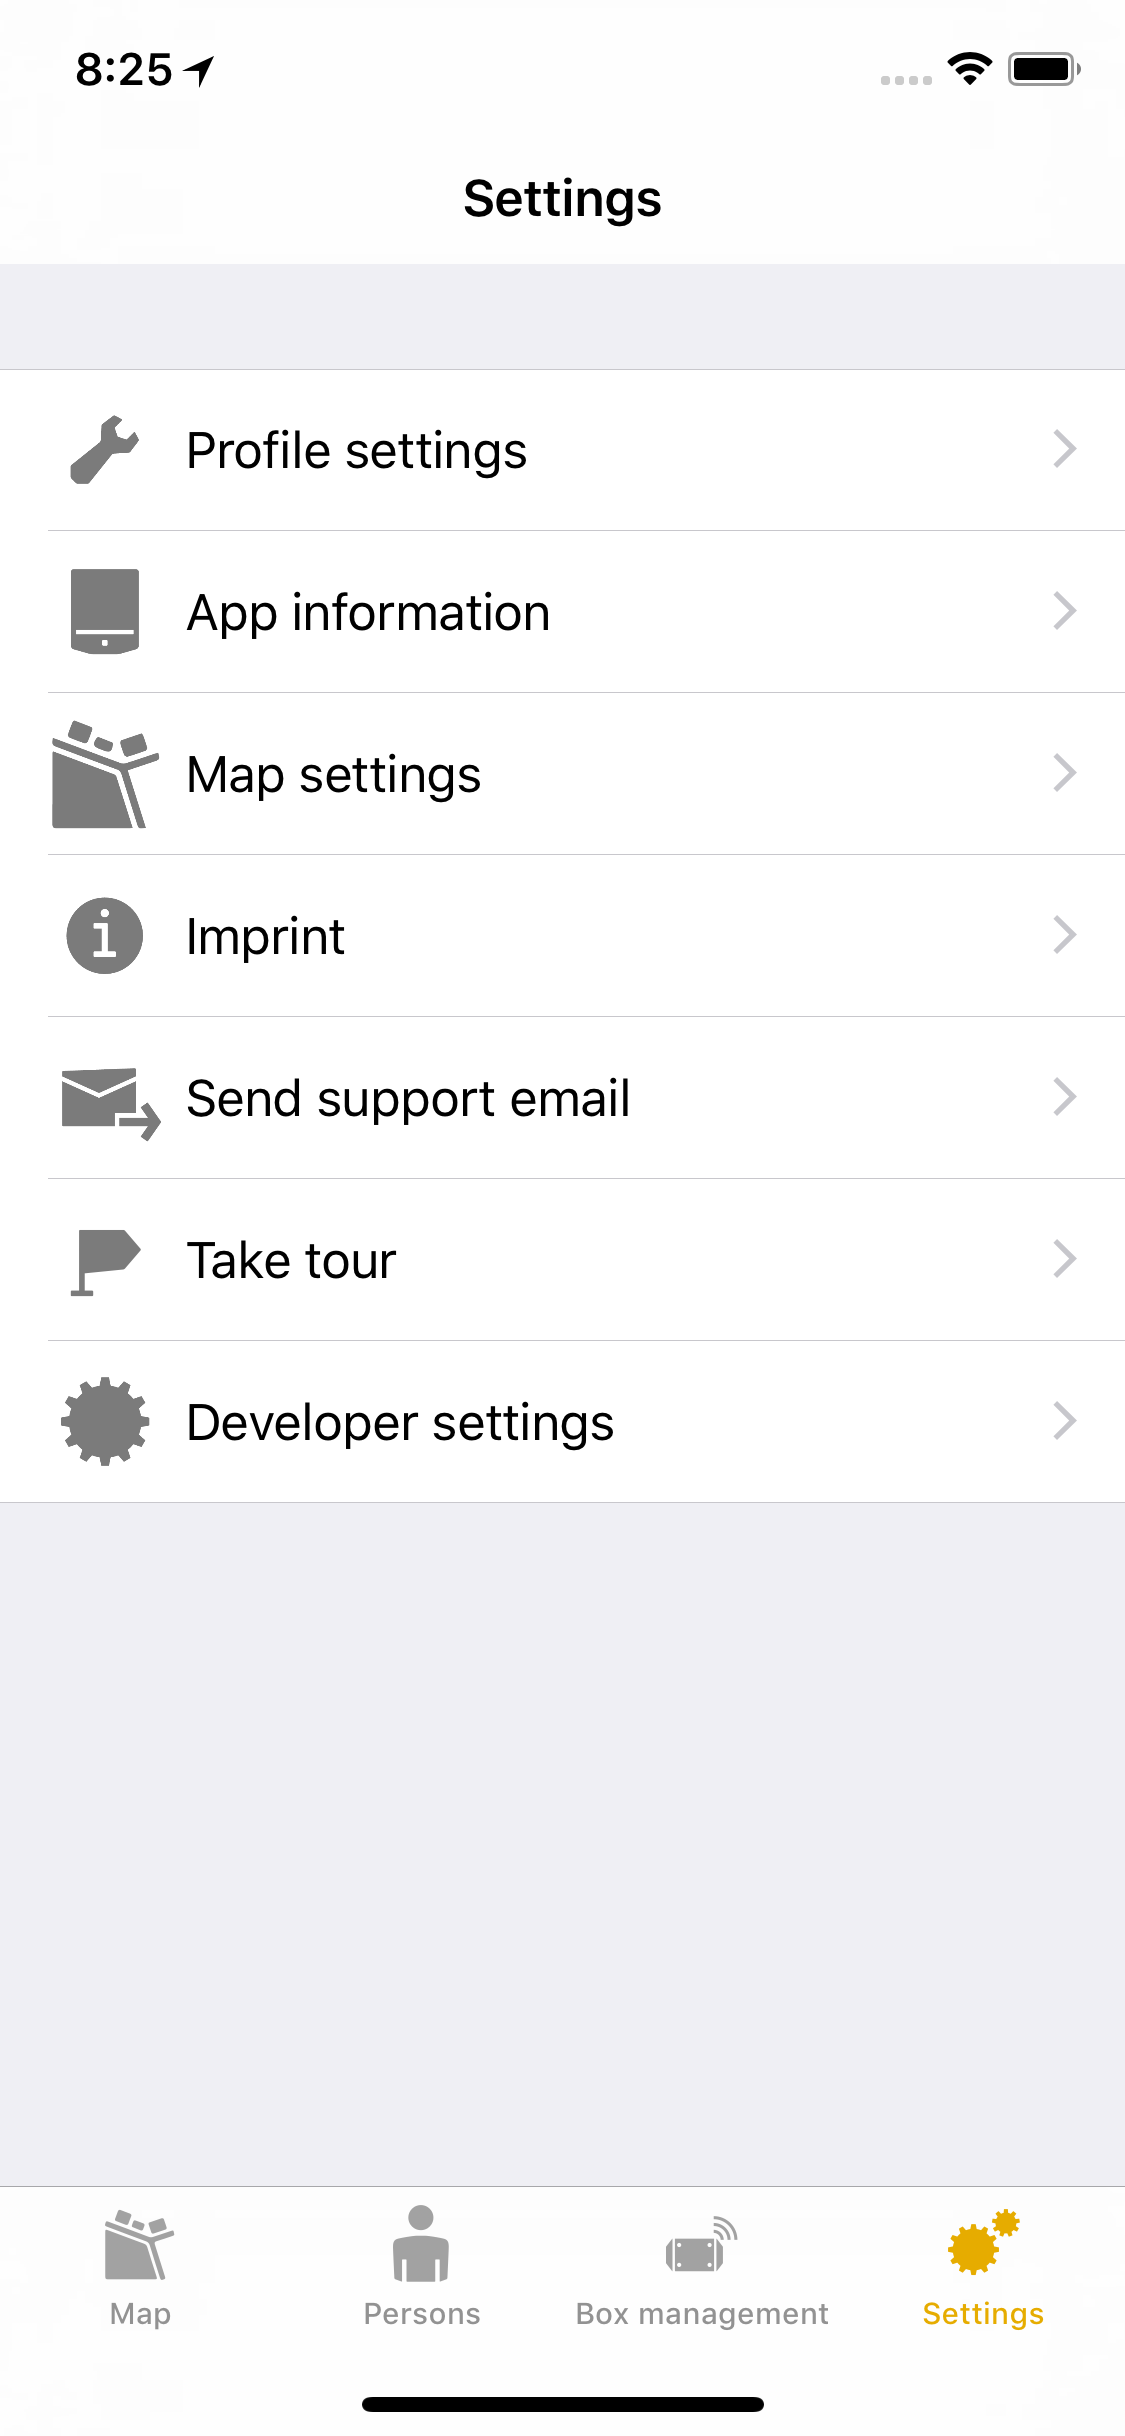 8:25
Settings
Profile settings
App information
Map settings
Imprint
Send support email
Take tour
Developer settings
Map
Persons
Box management
Settings